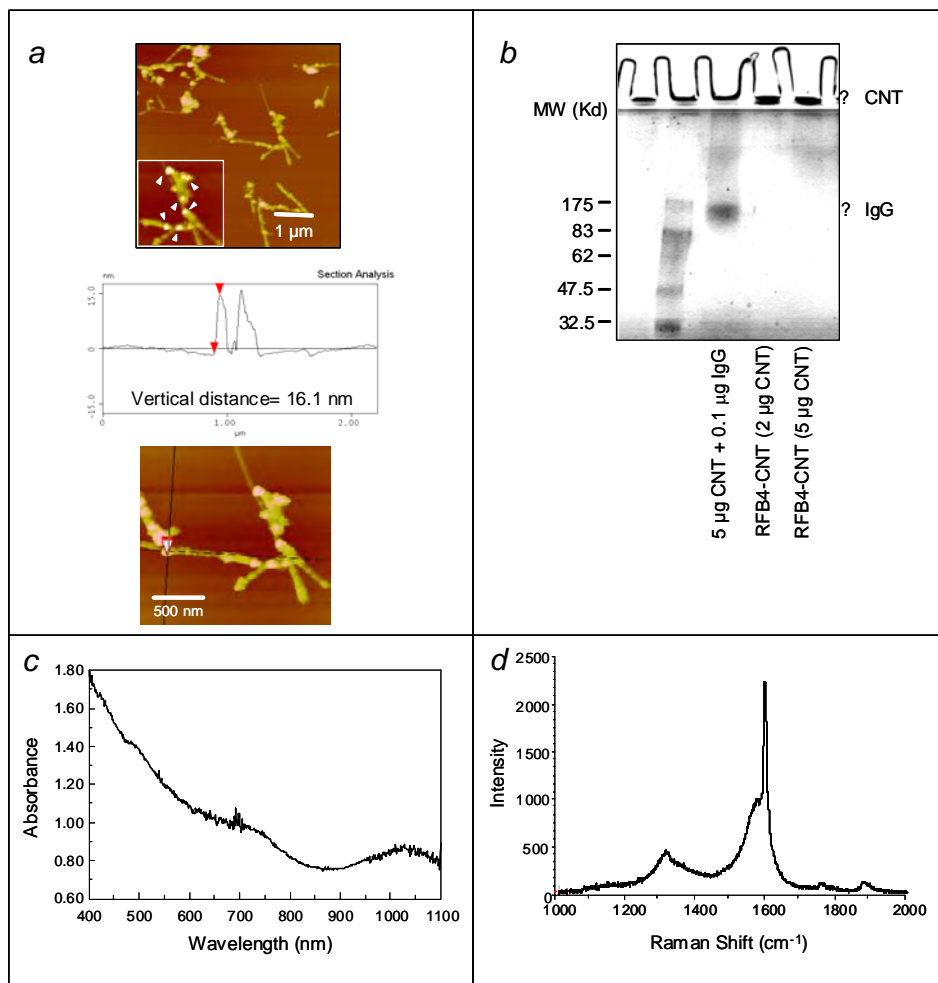 a
1 µm
nm
Section Analysis
15.0
0
-15.0
Vertical distance= 16.1 nm
0
1.00
2.00
µm
500 nm
b
? CNT
MW (Kd)
175
? IgG
83
62
47.5
32.5
5 µg CNT + 0.1 µg IgG
RFB4-CNT (2 µg CNT)
RFB4-CNT (5 µg CNT)
c
1.80
1.60
1.40
1.20
1.00
0.80
0.60
Absorbance
400 500 600 700 800 900 1000 1100
Wavelength (nm)
d
2500
2000
1500
1000
500
0
Intensity
1000 1200 1400 1600 1800 2000
Raman Shift (cm-1)